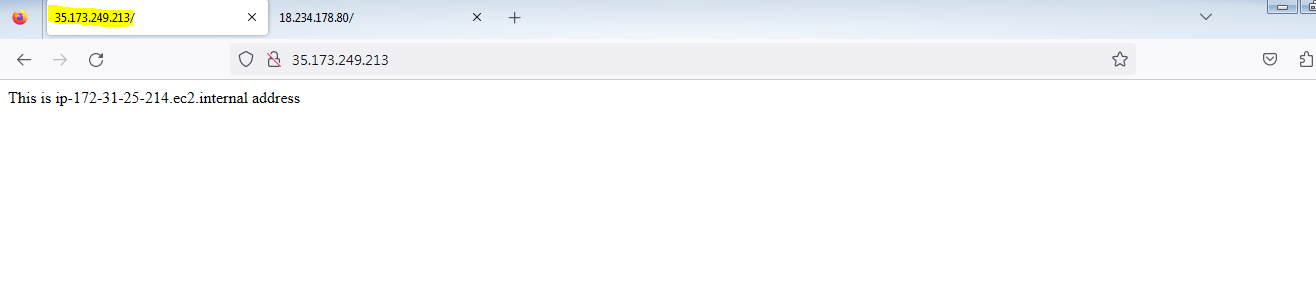 35.173.249.213/
18.234.178.80/
35.173.249.213
This is ip-172-31-25-214.ec2.internal address